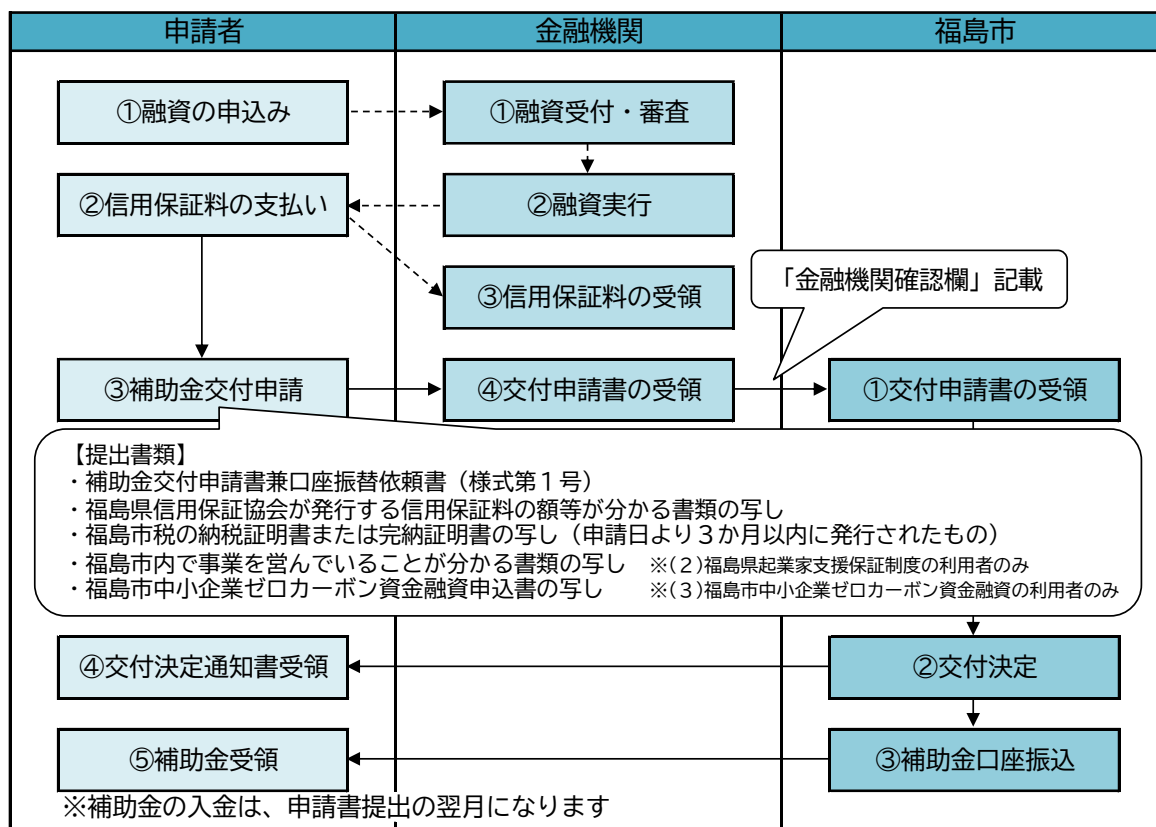 申請者
金融機関
福島市
①融資の申込み
①融資受付・審査
②信用保証料の支払い
②融資実行
③信用保証料の受領
「金融機関確認欄」記載
③補助金交付申請
④交付申請書の受領
①交付申請書の受領
【提出書類】
・補助金交付申請書兼口座振替依頼書（様式第１号）
・福島県信用保証協会が発行する信用保証料の額等が分かる書類の写し
・福島市税の納税証明書または完納証明書の写し（申請日より３か月以内に発行されたもの）
・福島市内で事業を営んでいることが分かる書類の写し　※(２)福島県起業家支援保証制度の利用者のみ
・福島市中小企業ゼロカーボン資金融資申込書の写し　※(３)福島市中小企業ゼロカーボン資金融資の利用者のみ
④交付決定通知書受領
②交付決定
⑤補助金受領
③補助金口座振込
※補助金の入金は、申請書提出の翌月になります